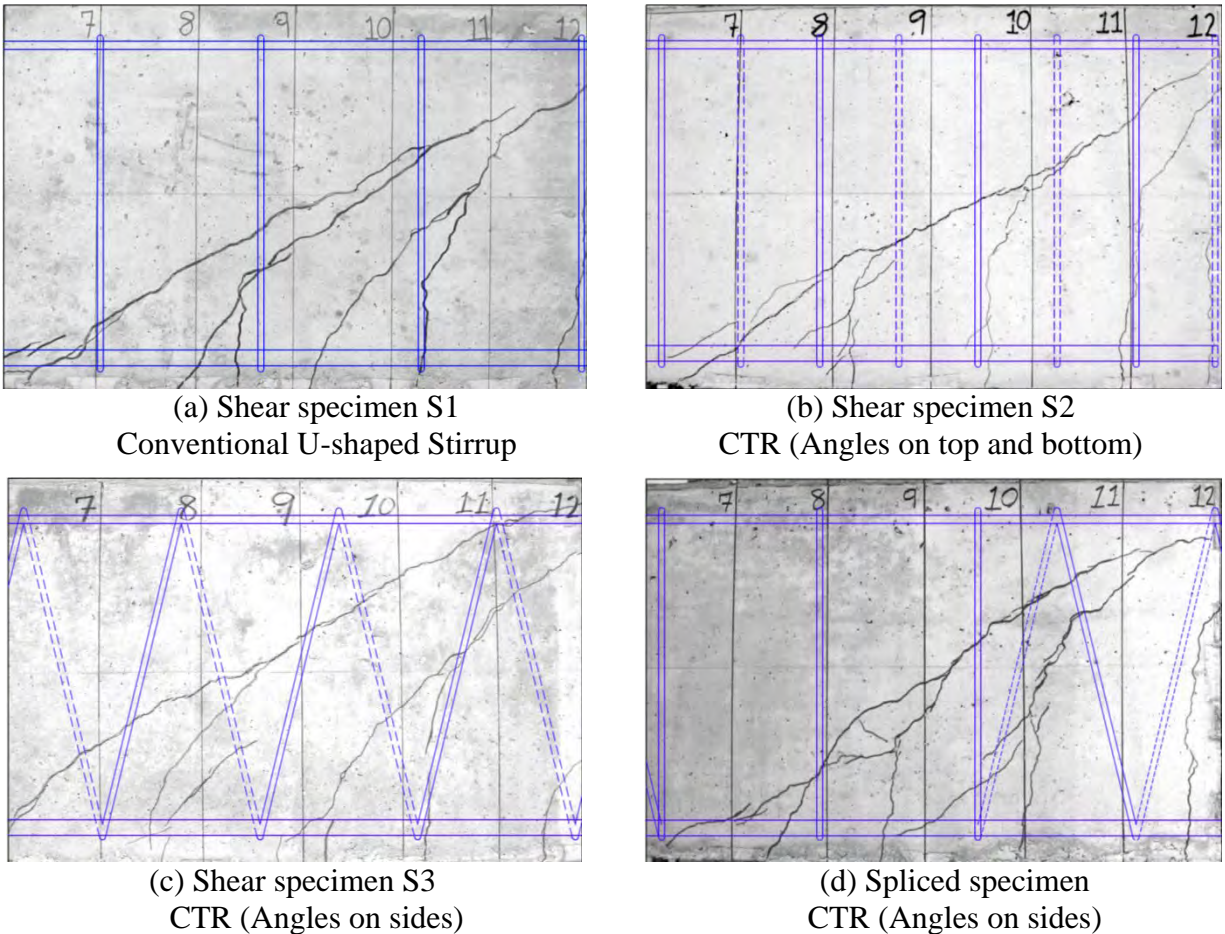 7 8 9 10 11 12
7 8 9 10 11 12
(a) Shear specimen S1
Conventional U-shaped Stirrup
(b) Shear specimen S2
CTR (Angles on top and bottom)
7 8 9 10 11 12
7 8 9 10 11 12
(c) Shear specimen S3
CTR (Angles on sides)
(d) Spliced specimen
CTR (Angles on sides)